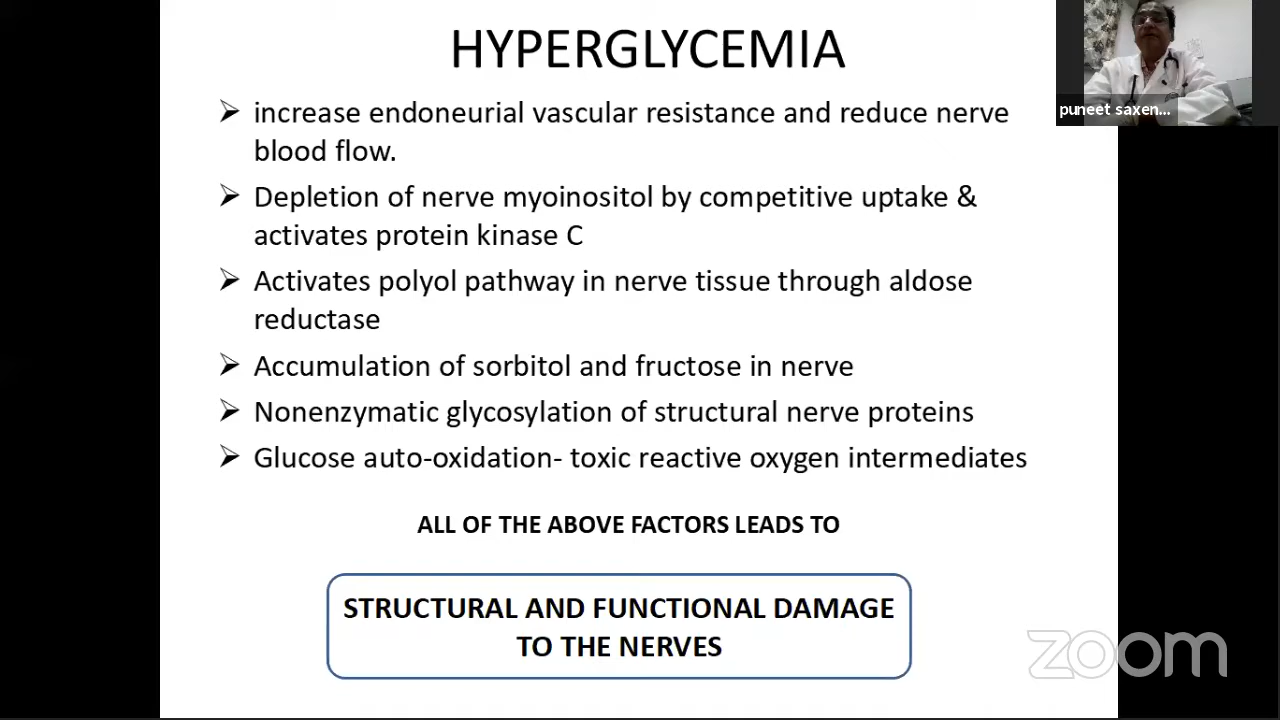 HYPERGLYCEMIA
increase endoneurial vascular resistance and reduce nerve
blood flow.
Depletion of nerve myoinositol by competitive uptake &
activates protein kinase C
Activates polyol pathway in nerve tissue through aldose
reductase
Accumulation of sorbitol and fructose in nerve
Nonenzymatic glycosylation of structural nerve proteins
Glucose auto-oxidation- toxic reactive oxygen intermediates
ALL OF THE ABOVE FACTORS LEADS TO
STRUCTURAL AND FUNCTIONAL DAMAGE
TO THE NERVES
puneet saxen...
zoom